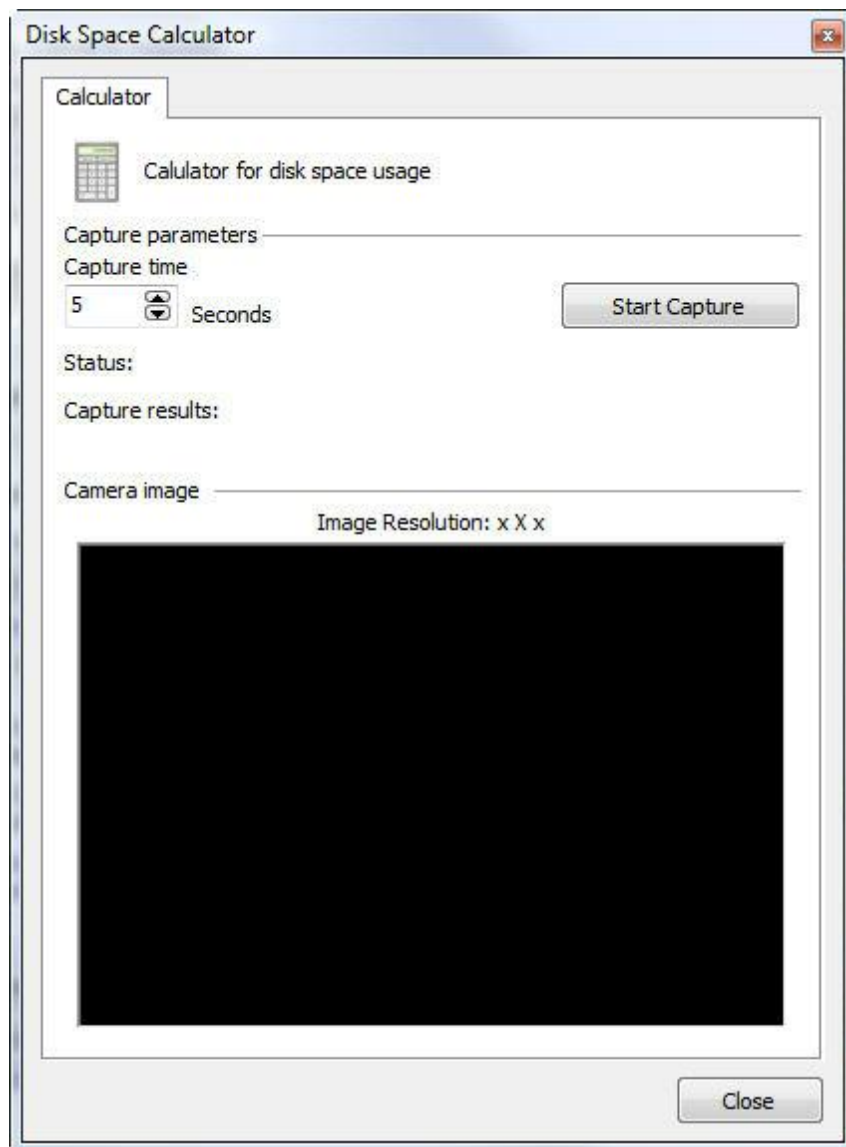 Disk Space Calculator
Calculator
Calulator for disk space usage
Capture parameters
Capture time
5 Seconds Start Capture
Status:
Capture results:
Camera image
Image Resolution: x X x
Close